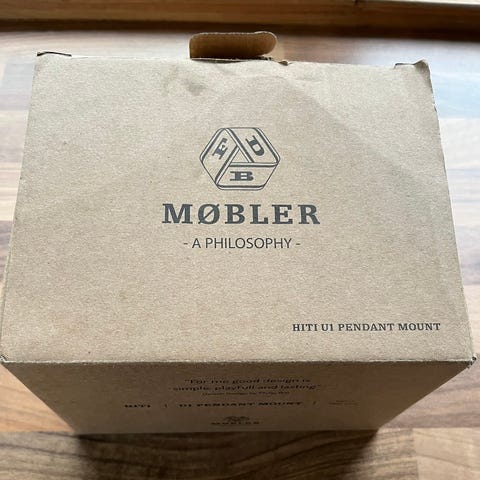 F D B
MØBLER
- A PHILOSOPHY -
HITI U1 PENDANT MOUNT
"For me good design is
simple, playfull and lasting"
HITI | U1 PENDANT MOUNT |
MØBLER